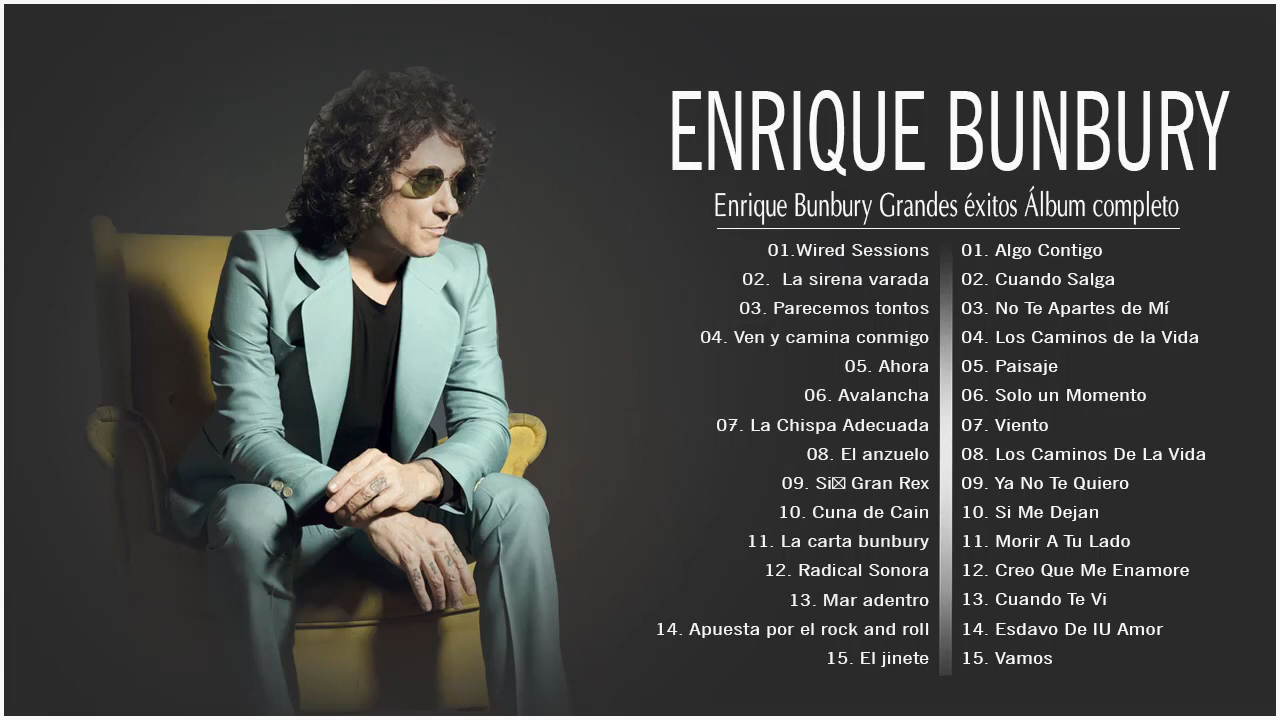 ENRIQUE BUNBURY
Enrique Bunbury Grandes éxitos Álbum completo
01.Wired Sessions
02. La sirena varada
03. Parecemos tontos
04. Ven y camina conmigo
05. Ahora
06. Avalancha
07. La Chispa Adecuada
08. El anzuelo
09. Si Gran Rex
10. Cuna de Cain
11. La carta bunbury
12. Radical Sonora
13. Mar adentro
14. Apuesta por el rock and roll
15. El jinete
01. Algo Contigo
02. Cuando Salga
03. No Te Apartes de Mí
04. Los Caminos de la Vida
05. Paisaje
06. Solo un Momento
07. Viento
08. Los Caminos De La Vida
09. Ya No Te Quiero
10. Si Me Dejan
11. Morir A Tu Lado
12. Creo Que Me Enamore
13. Cuando Te Vi
14. Esdavo De IU Amor
15. Vamos